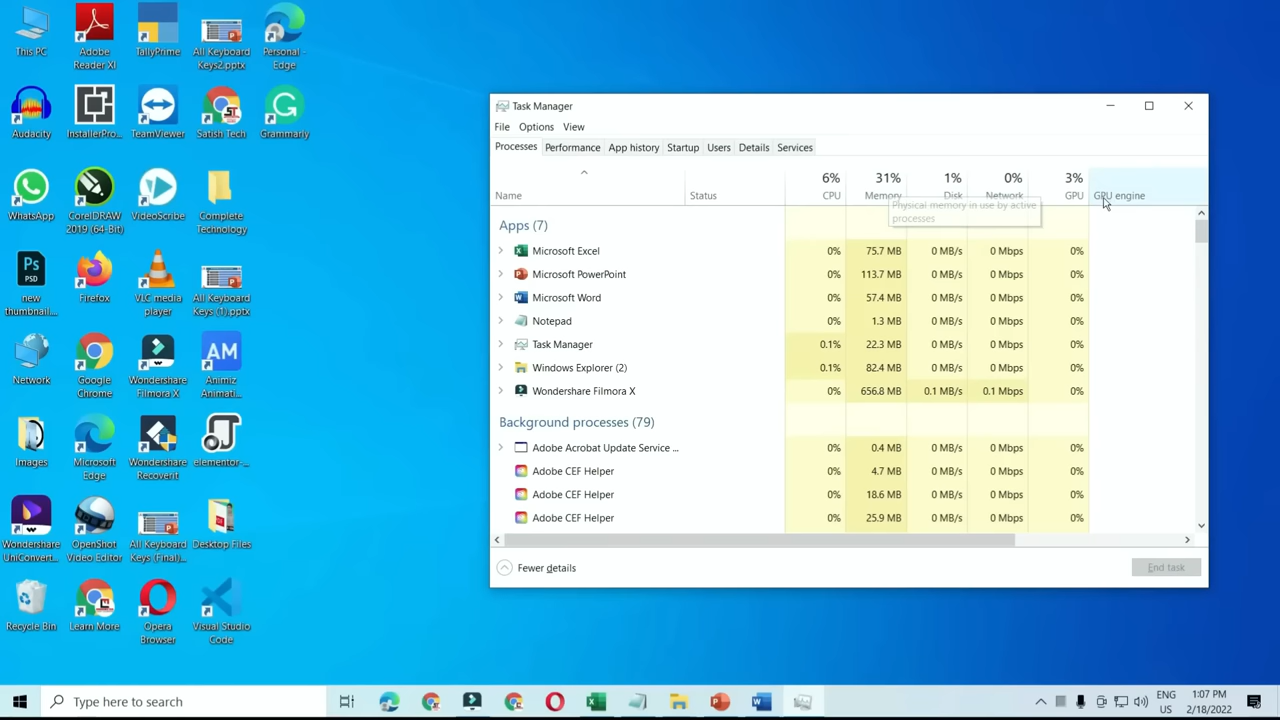 This PC
Adobe
Reader XI
TallyPrime
All Keyboard
Keys2.pptx
Personal -
Edge
Audacity
InstallerPro...
TeamViewer
Satish Tech
Grammarly
WhatsApp
CorelDRAW
2019 (64-Bit)
VideoScribe
Complete
Technology
new
thumbnail...
Firefox
VLC media
player
All Keyboard
Keys (1).pptx
Network
Google
Chrome
Wondershare
Filmora X
Animiz
Animati...
Images
Microsoft
Edge
Wondershare
Recoverit
elementor-...
Wondershare
UniConvert...
OpenShot
Video Editor
All Keyboard
Keys (Final)...
Desktop Files
Recycle Bin
Learn More
Opera
Browser
Visual Studio
Code
Ps
PSD
AM
Task Manager
File Options View
Processes Performance App history Startup Users Details Services
6% 31% 1% 0% 3%
Name Status CPU Memory Disk Network GPU GPU engine
Physical memory in use by active
processes
Apps (7)
Microsoft Excel 0% 75.7 MB 0 MB/s 0 Mbps 0%
Microsoft PowerPoint 0% 113.7 MB 0 MB/s 0 Mbps 0%
Microsoft Word 0% 57.4 MB 0 MB/s 0 Mbps 0%
Notepad 0% 1.3 MB 0 MB/s 0 Mbps 0%
Task Manager 0.1% 22.3 MB 0 MB/s 0 Mbps 0%
Windows Explorer (2) 0.1% 82.4 MB 0 MB/s 0 Mbps 0%
Wondershare Filmora X 0% 656.8 MB 0.1 MB/s 0.1 Mbps 0%
Background processes (79)
Adobe Acrobat Update Service ... 0% 0.4 MB 0 MB/s 0 Mbps 0%
Adobe CEF Helper 0% 4.7 MB 0 MB/s 0 Mbps 0%
Adobe CEF Helper 0% 18.6 MB 0 MB/s 0 Mbps 0%
Adobe CEF Helper 0% 25.9 MB 0 MB/s 0 Mbps 0%
Fewer details End task
Type here to search
ENG
US
1:07 PM
2/18/2022